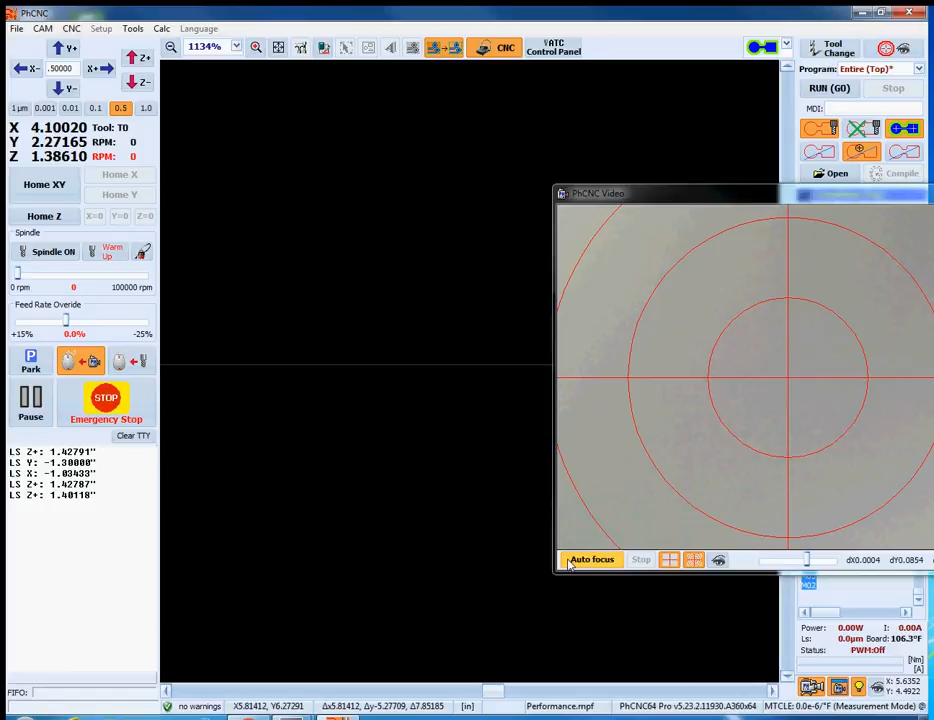 PhCNC
File CAM CNC Setup Tools Calc Language
Y+
X- .50000 X+
Y-
Z+
Z-
1134%
CNC
ATC
Control Panel
Tool
Change
1µm 0.001 0.01 0.1 0.5 1.0
X 4.10020 Tool: T0
Y 2.27165 RPM: 0
Z 1.38610 RPM: 0
Home XY
Home X
Home Y
Home Z X=0 Y=0 Z=0
Spindle
Spindle ON
Warm
Up
0 rpm 0 100000 rpm
Feed Rate Overide
+15% 0.0% -25%
P
Park
Pause
STOP
Emergency Stop
Clear TTY
LS Z+: 1.42791"
LS Y: -1.30000"
LS X: -1.03433"
LS Z+: 1.42787"
LS Z+: 1.40118"
FIFO:
Program: Entire (Top)*
RUN (GO) Stop
MDI:
Open Compile
PhCNC Video
Auto focus Stop dX0.0004 dY0.0854
M02
Power: 0.00W I: 0.00A
Ls: 0.0µm Board: 106.3°F
Status: PWM:Off
[Nm]
[A]
X: 5.6352
Y: 4.4922
no warnings X5.81412, Y6.27291 Δx5.81412, Δy-5.27709, Z7.85185 [in] Performance.mpf PhCNC64 Pro v5.23.2.11930.A360x64 MTCLE: 0.0e-6/°F (Measurement Mode)